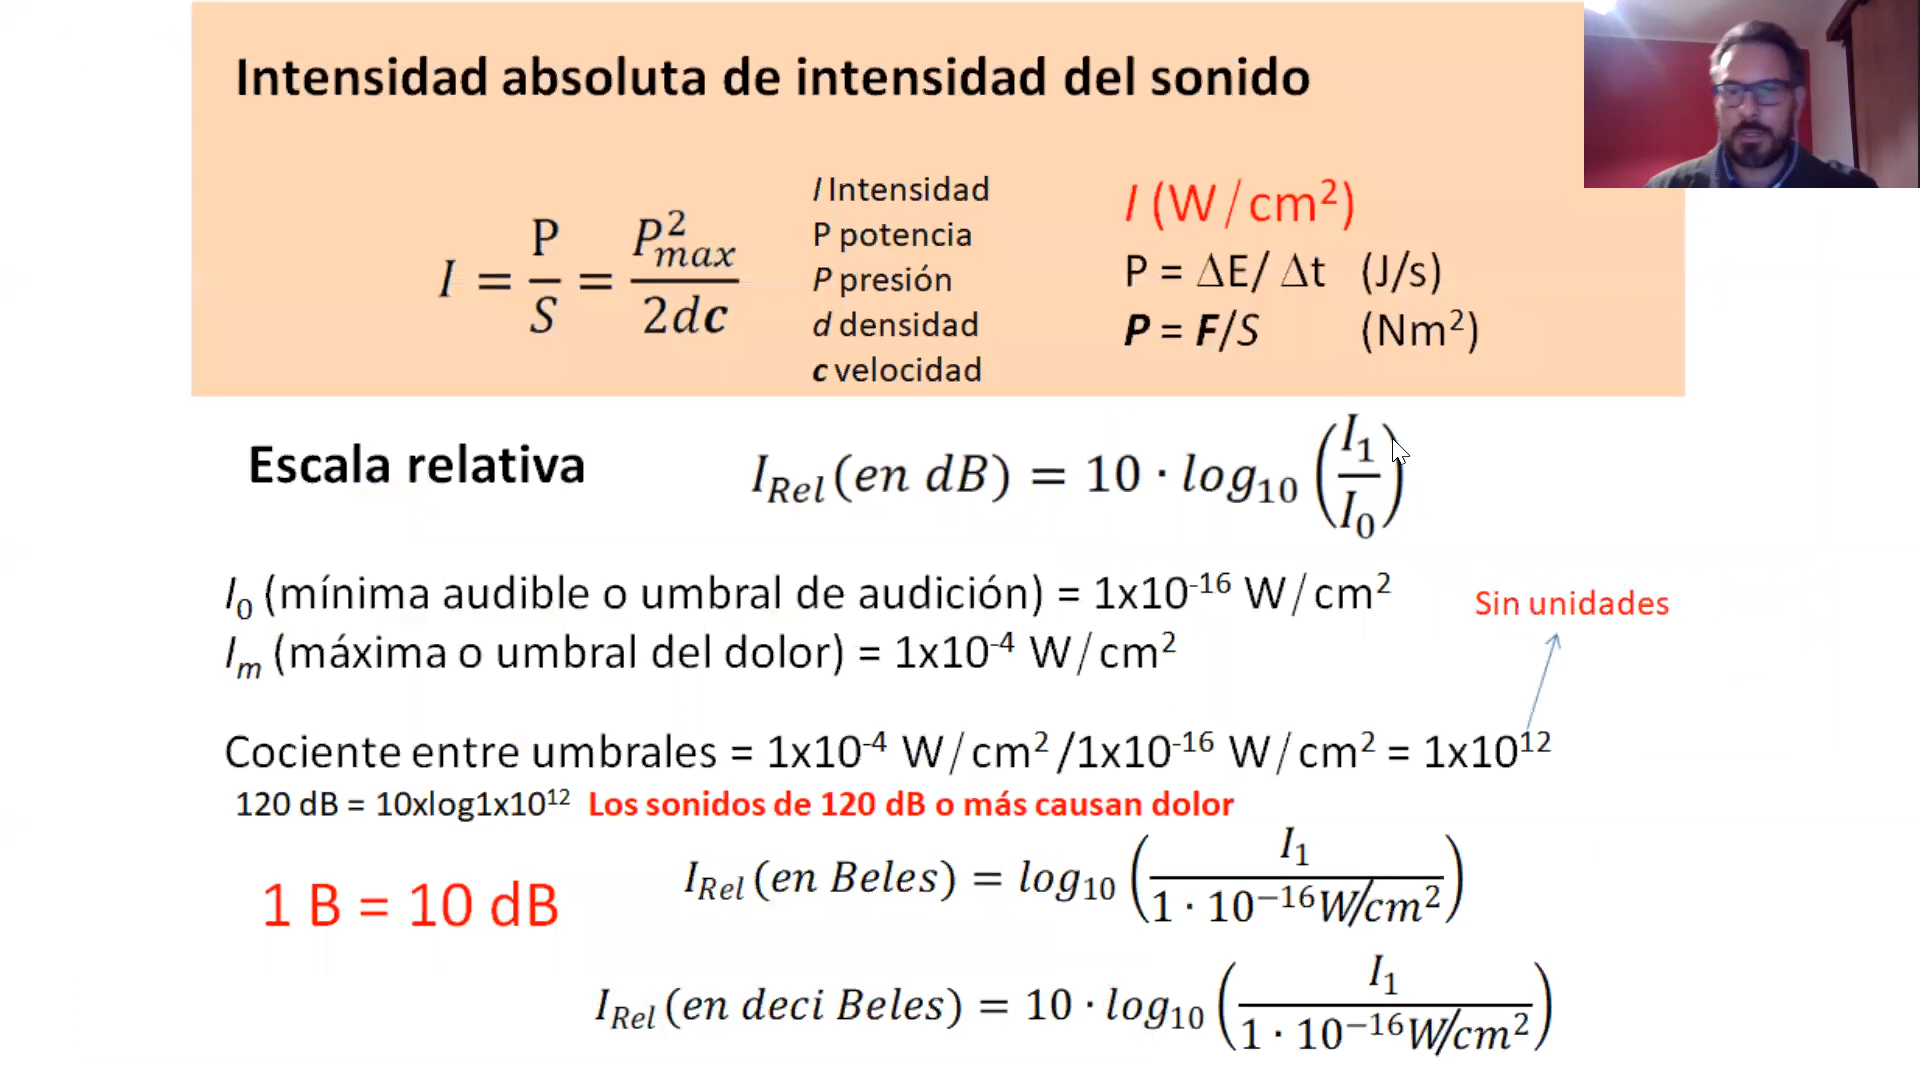 Intensidad absoluta de intensidad del sonido
I = P/S = P²max/2dc
I Intensidad
P potencia
P presión
d densidad
c velocidad
I (W/cm²)
P = ΔE/ Δt (J/s)
P = F/S (Nm²)
Escala relativa
I_Rel (en dB) = 10 · log₁₀ (I₁/I₀)
I₀ (mínima audible o umbral de audición) = 1x10⁻¹⁶ W/cm²
Iₘ (máxima o umbral del dolor) = 1x10⁻⁴ W/cm²
Sin unidades
Cociente entre umbrales = 1x10⁻⁴ W/cm² /1x10⁻¹⁶ W/cm² = 1x10¹²
120 dB = 10xlog1x10¹² Los sonidos de 120 dB o más causan dolor
1 B = 10 dB
I_Rel (en Beles) = log₁₀ (I₁/1 · 10⁻¹⁶W/cm²)
I_Rel (en deci Beles) = 10 · log₁₀ (I₁/1 · 10⁻¹⁶W/cm²)